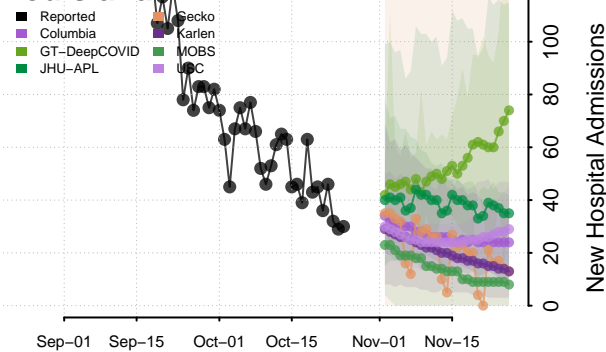 Reported
Columbia
GT−DeepCOVID
JHU−APL
Gecko
Karlen
MOBS
USC
0
20
40
60
80
100
New Hospital Admissions
Sep−01
Sep−15
Oct−01
Oct−15
Nov−01
Nov−15